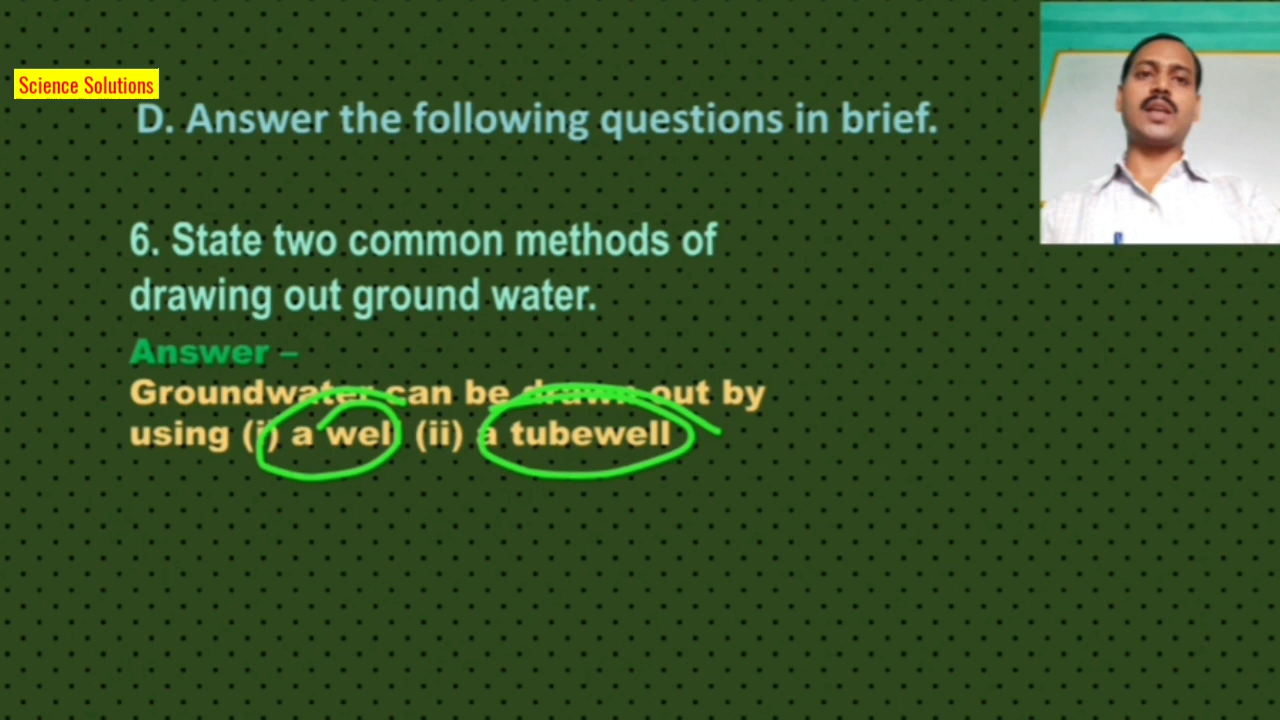 Science Solutions
D. Answer the following questions in brief.
6. State two common methods of
drawing out ground water.
Answer –
Groundwater can be drawn out by
using (i) a well (ii) a tubewell